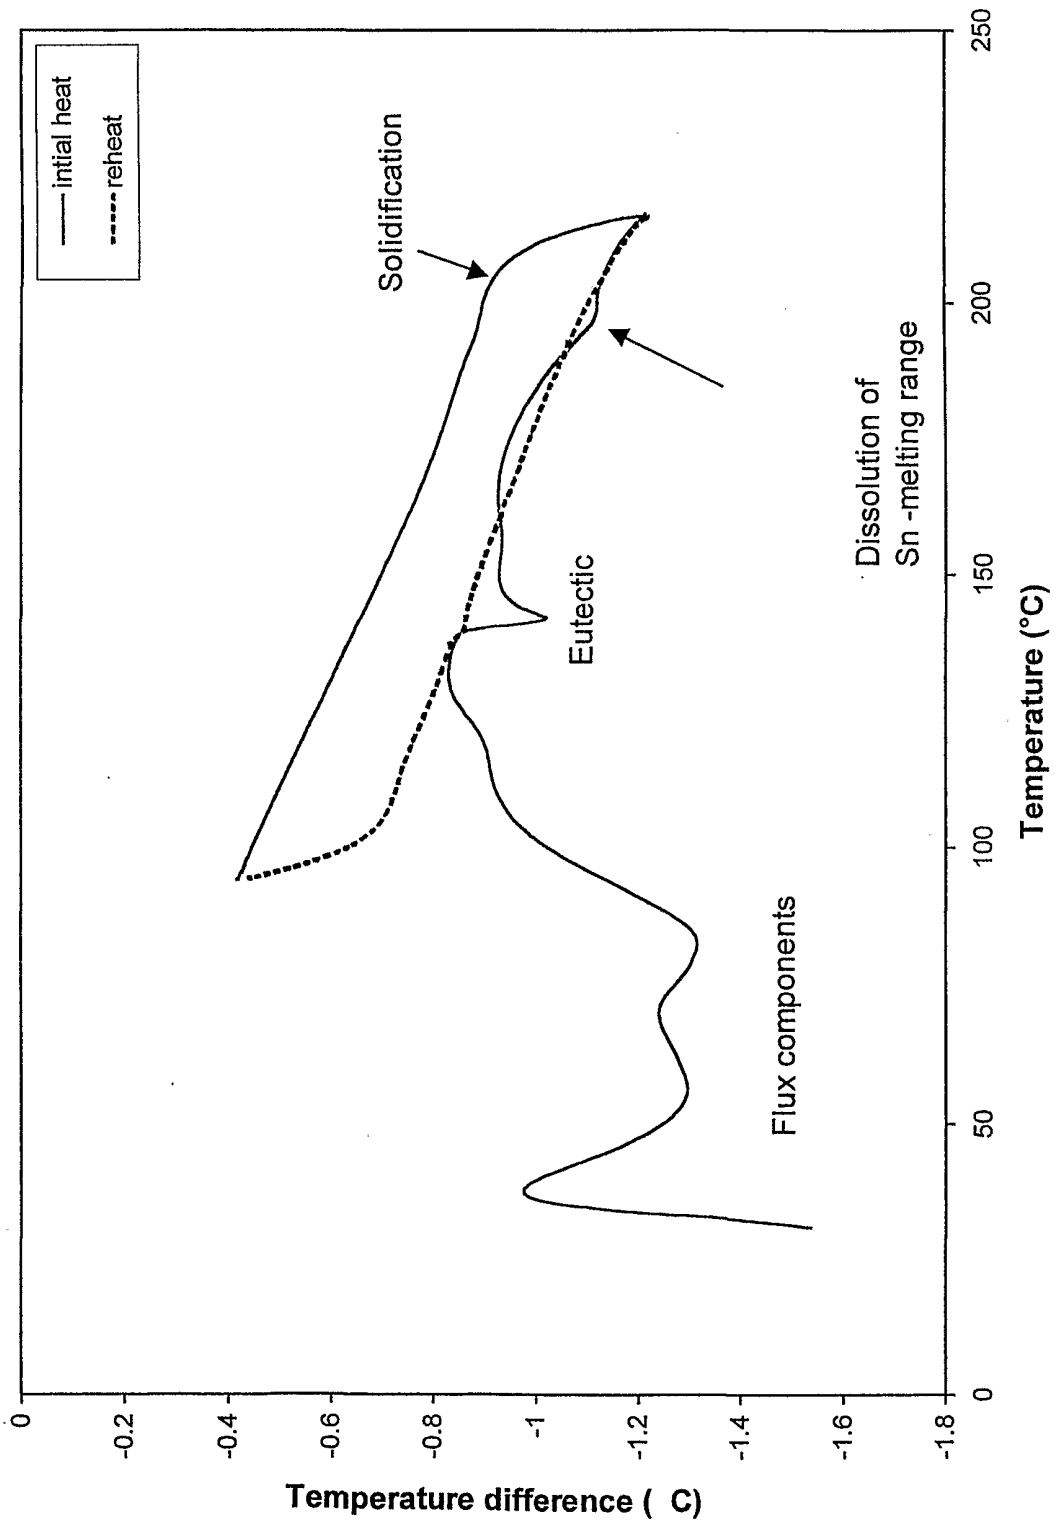 intial heat
reheat
Solidification
Eutectic
Dissolution of
Sn -melting range
Flux components
0
-0.2
-0.4
-0.6
-0.8
-1
-1.2
-1.4
-1.6
-1.8
Temperature difference ( C)
0
50
100
150
200
250
Temperature (°C)